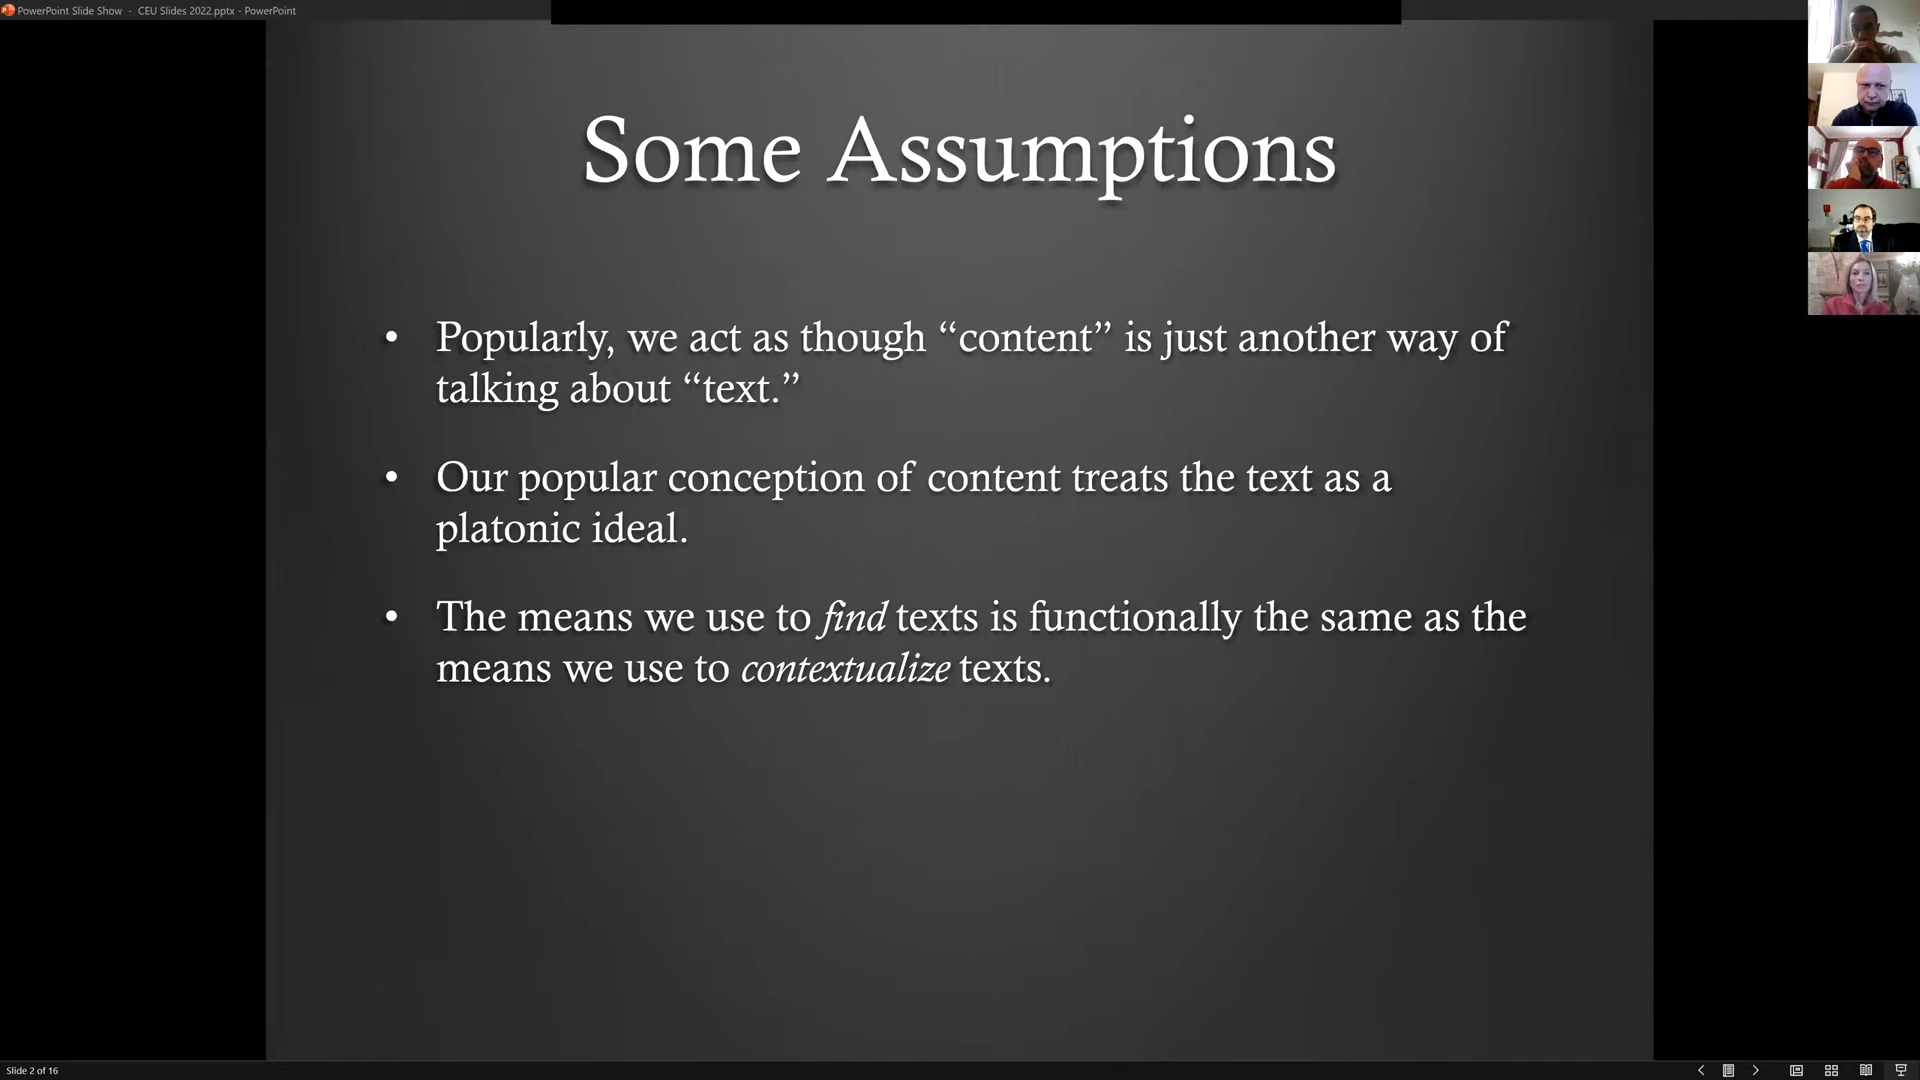 PowerPoint Slide Show - CEU Slides 2022.pptx - PowerPoint
Some Assumptions
• Popularly, we act as though “content” is just another way of
talking about “text.”
• Our popular conception of content treats the text as a
platonic ideal.
• The means we use to find texts is functionally the same as the
means we use to contextualize texts.
Slide 2 of 16